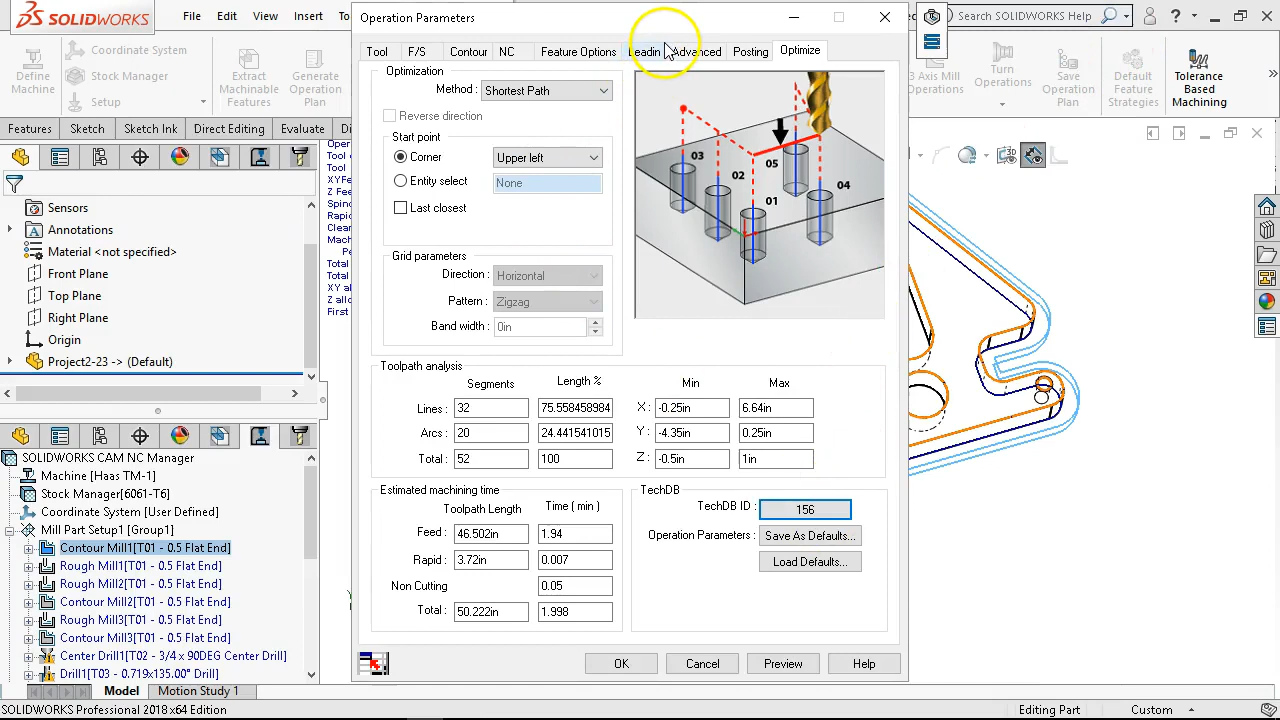 SOLIDWORKS
File
Edit
View
Insert
Define
Machine
Coordinate System
Stock Manager
Setup
Extract
Machinable
Features
Generate
Operation
Plan
Features
Sketch
Sketch Ink
Direct Editing
Evaluate
Operation Parameters
Tool
F/S
Contour
NC
Feature Options
Leadin
Advanced
Posting
Optimize
SOLIDWORKS Help
3 Axis Mill
Operations
Turn
Operations
Save
Operation
Plan
Default
Feature
Strategies
Tolerance
Based
Machining
Sensors
Annotations
Material <not specified>
Front Plane
Top Plane
Right Plane
Origin
Project2-23 -> (Default)
SOLIDWORKS CAM NC Manager
Machine [Haas TM-1]
Stock Manager[6061-T6]
Coordinate System [User Defined]
Mill Part Setup1 [Group1]
Contour Mill1[T01 - 0.5 Flat End]
Rough Mill1[T01 - 0.5 Flat End]
Rough Mill2[T01 - 0.5 Flat End]
Contour Mill2[T01 - 0.5 Flat End]
Rough Mill3[T01 - 0.5 Flat End]
Contour Mill3[T01 - 0.5 Flat End]
Center Drill1[T02 - 3/4 x 90DEG Center Drill]
Drill1[T03 - 0.719x135.00° Drill]
Optimization
Method :
Shortest Path
Reverse direction
Start point
Corner
Upper left
Entity select
None
Last closest
Grid parameters
Direction :
Horizontal
Pattern :
Zigzag
Band width :
0in
03
02
01
05
04
Toolpath analysis
Segments
Length %
Min
Max
Lines :
32
75.558458984
X :
-0.25in
6.64in
Arcs :
20
24.441541015
Y :
-4.35in
0.25in
Total :
52
100
Z :
-0.5in
1in
Estimated machining time
Toolpath Length
Time ( min )
Feed :
46.502in
1.94
Rapid :
3.72in
0.007
Non Cutting
0.05
Total :
50.222in
1.998
TechDB
TechDB ID :
156
Operation Parameters :
Save As Defaults...
Load Defaults...
OK
Cancel
Preview
Help
Model
Motion Study 1
SOLIDWORKS Professional 2018 x64 Edition
Editing Part
Custom